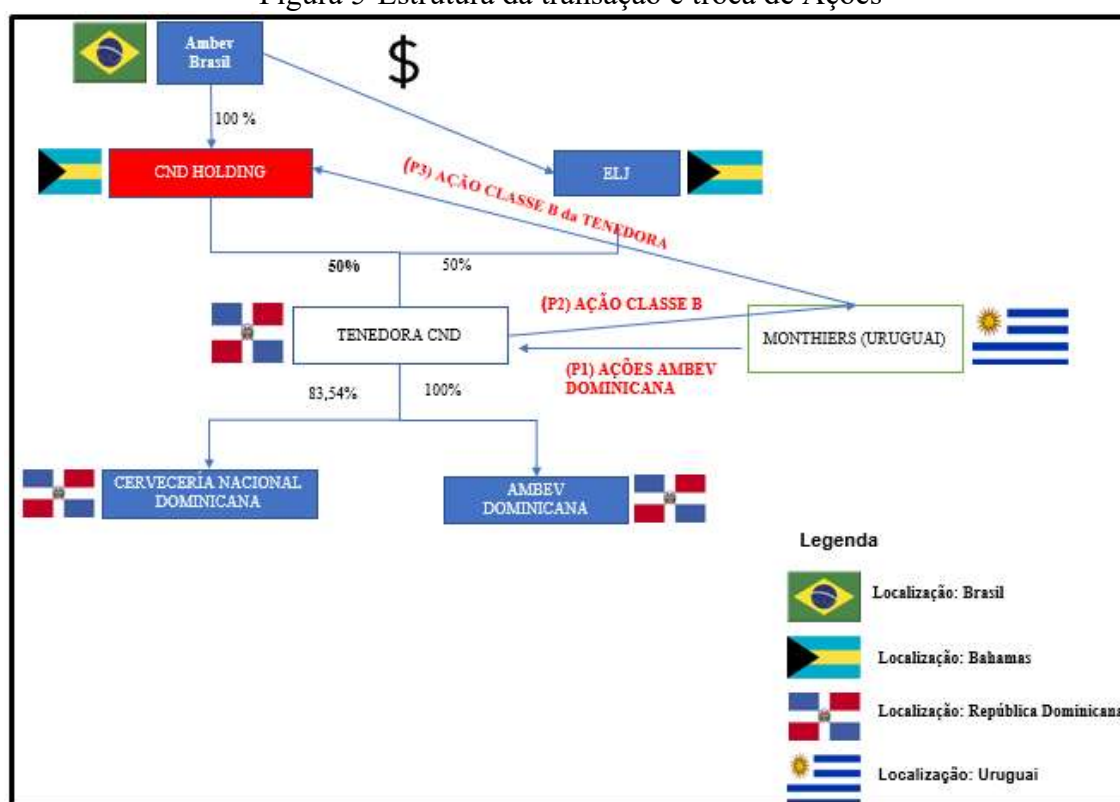 Figura 5-Estrutura da transação e troca de Ações
Ambev
Brasil
$
100 %
CND HOLDING
ELJ
(P3) AÇÃO CLASSE B da TENEDORA
50%
50%
(P2) AÇÃO CLASSE B
TENEDORA CND
MONTHIERS (URUGUAI)
(P1) AÇÕES AMBEV
DOMINICANA
83,54%
100%
CERVECERÍA NACIONAL
DOMINICANA
AMBEV
DOMINICANA
Legenda
Localização: Brasil
Localização: Bahamas
Localização: República Dominicana
Localização: Uruguai